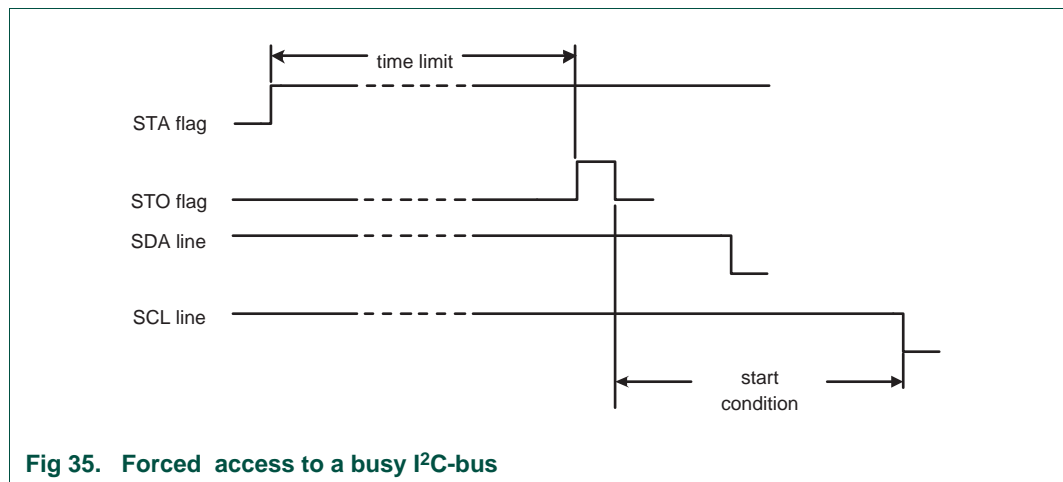 time limit
STA flag
STO flag
SDA line
SCL line
start
condition
Fig 35. Forced access to a busy I²C-bus